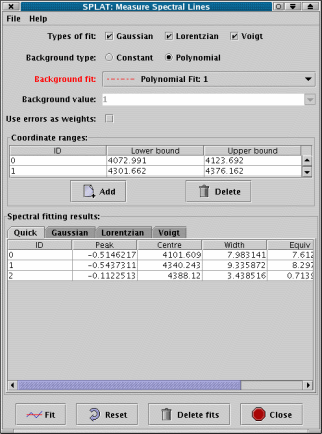 SPLAT: Measure Spectral Lines
File Help
Types of fit: Gaussian Lorentzian Voigt
Background type: Constant Polynomial
Background fit: Polynomial Fit: 1
Background value: 1
Use errors as weights:
Coordinate ranges:
ID Lower bound Upper bound
0 4072.991 4123.692
1 4301.662 4376.162
Add Delete
Spectral fitting results:
Quick Gaussian Lorentzian Voigt
ID Peak Centre Width Equiv
0 -0.5146217 4101.609 7.983141 7.612
1 -0.5437311 4340.243 9.335872 8.297
2 -0.1122513 4388.12 3.438516 0.7139
Fit Reset Delete fits Close